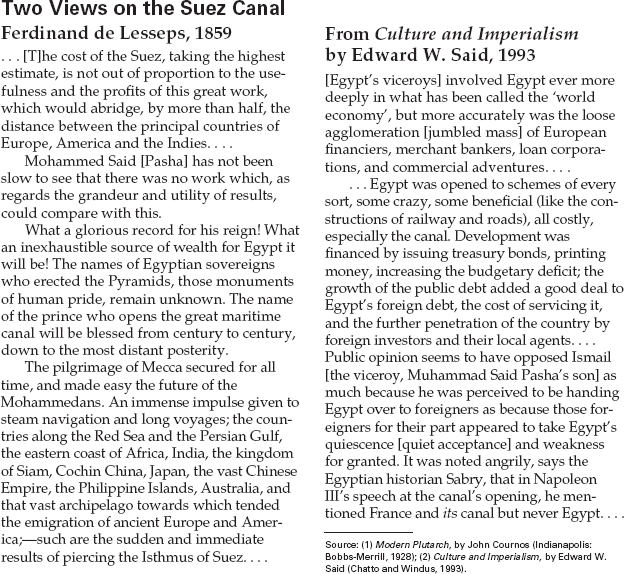 Two Views on the Suez Canal
Ferdinand de Lesseps, 1859
. . . [T]he cost of the Suez, taking the highest
estimate, is not out of proportion to the use-
fulness and the profits of this great work,
which would abridge, by more than half, the
distance between the principal countries of
Europe, America and the Indies. . . .
Mohammed Said [Pasha] has not been
slow to see that there was no work which, as
regards the grandeur and utility of results,
could compare with this.
What a glorious record for his reign! What
an inexhaustible source of wealth for Egypt it
will be! The names of Egyptian sovereigns
who erected the Pyramids, those monuments
of human pride, remain unknown. The name
of the prince who opens the great maritime
canal will be blessed from century to century,
down to the most distant posterity.
The pilgrimage of Mecca secured for all
time, and made easy the future of the
Mohammedans. An immense impulse given to
steam navigation and long voyages; the coun-
tries along the Red Sea and the Persian Gulf,
the eastern coast of Africa, India, the kingdom
of Siam, Cochin China, Japan, the vast Chinese
Empire, the Philippine Islands, Australia, and
that vast archipelago towards which tended
the emigration of ancient Europe and Amer-
ica;—such are the sudden and immediate
results of piercing the Isthmus of Suez. . . .
From Culture and Imperialism
by Edward W. Said, 1993
[Egypt's viceroys] involved Egypt ever more
deeply in what has been called the 'world
economy', but more accurately was the loose
agglomeration [jumbled mass] of European
financiers, merchant bankers, loan corpora-
tions, and commercial adventures. . . .
. . . Egypt was opened to schemes of every
sort, some crazy, some beneficial (like the con-
structions of railway and roads), all costly,
especially the canal. Development was
financed by issuing treasury bonds, printing
money, increasing the budgetary deficit; the
growth of the public debt added a good deal to
Egypt's foreign debt, the cost of servicing it,
and the further penetration of the country by
foreign investors and their local agents. . . .
Public opinion seems to have opposed Ismail
[the viceroy, Muhammad Said Pasha's son] as
much because he was perceived to be handing
Egypt over to foreigners as because those for-
eigners for their part appeared to take Egypt's
quiescence [quiet acceptance] and weakness
for granted. It was noted angrily, says the
Egyptian historian Sabry, that in Napoleon
III's speech at the canal's opening, he men-
tioned France and its canal but never Egypt. . . .
Source: (1) Modern Plutarch, by John Cournos (Indianapolis:
Bobbs-Merrill, 1928); (2) Culture and Imperialism, by Edward W.
Said (Chatto and Windus, 1993).